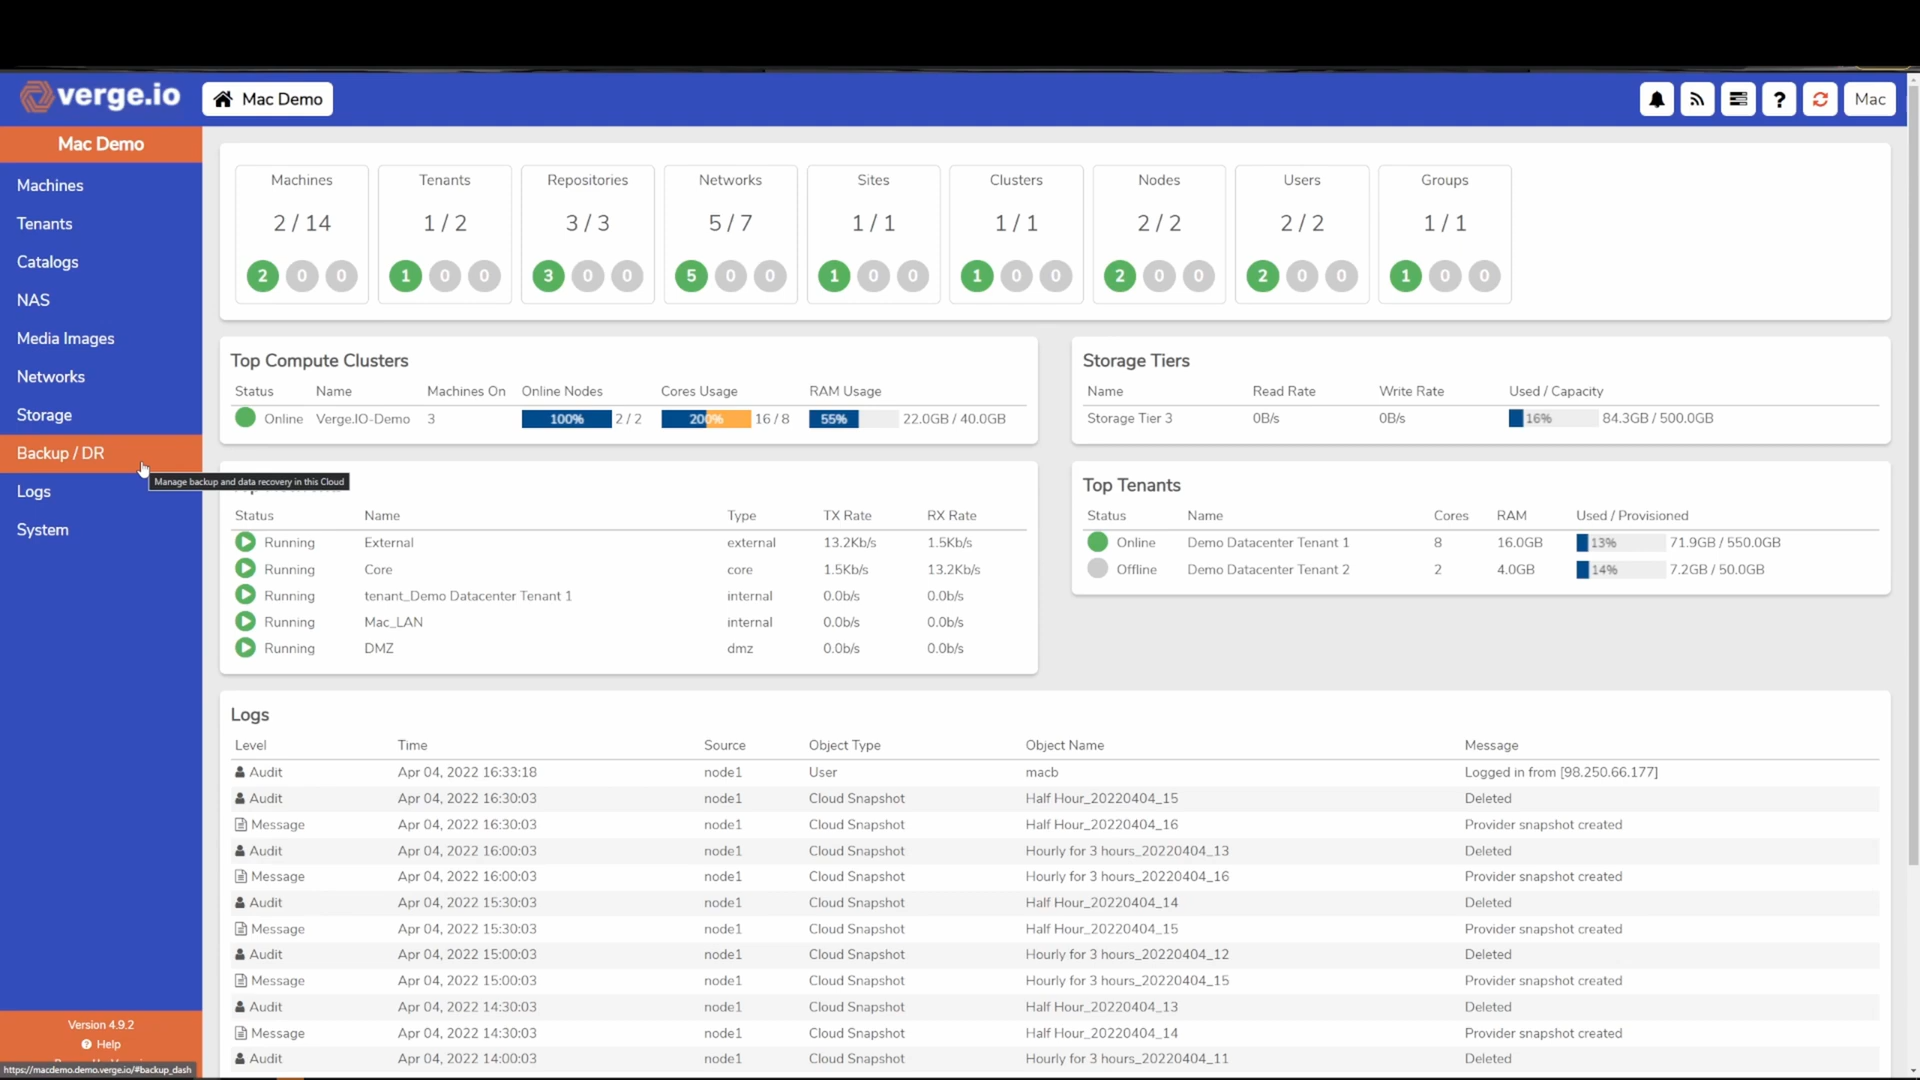 verge.io
Mac Demo
Mac
Mac Demo
Machines
Tenants
Catalogs
NAS
Media Images
Networks
Storage
Backup / DR
Manage backup and data recovery in this Cloud
Logs
System
Version 4.9.2
Help
https://macdemo.demo.verge.io/#backup_dash
Machines Tenants Repositories Networks Sites Clusters Nodes Users Groups
2 / 14 1 / 2 3 / 3 5 / 7 1 / 1 1 / 1 2 / 2 2 / 2 1 / 1
2 0 0 1 0 0 3 0 0 5 0 0 1 0 0 1 0 0 2 0 0 2 0 0 1 0 0
Top Compute Clusters
Status Name Machines On Online Nodes Cores Usage RAM Usage
Online Verge.IO-Demo 3 100% 2 / 2 200% 16 / 8 55% 22.0GB / 40.0GB
Storage Tiers
Name Read Rate Write Rate Used / Capacity
Storage Tier 3 0B/s 0B/s 16% 84.3GB / 500.0GB
Status Name Type TX Rate RX Rate
Running External external 13.2Kb/s 1.5Kb/s
Running Core core 1.5Kb/s 13.2Kb/s
Running tenant_Demo Datacenter Tenant 1 internal 0.0b/s 0.0b/s
Running Mac_LAN internal 0.0b/s 0.0b/s
Running DMZ dmz 0.0b/s 0.0b/s
Top Tenants
Status Name Cores RAM Used / Provisioned
Online Demo Datacenter Tenant 1 8 16.0GB 13% 71.9GB / 550.0GB
Offline Demo Datacenter Tenant 2 2 4.0GB 14% 7.2GB / 50.0GB
Logs
Level Time Source Object Type Object Name Message
Audit Apr 04, 2022 16:33:18 node1 User macb Logged in from [98.250.66.177]
Audit Apr 04, 2022 16:30:03 node1 Cloud Snapshot Half Hour_20220404_15 Deleted
Message Apr 04, 2022 16:30:03 node1 Cloud Snapshot Half Hour_20220404_16 Provider snapshot created
Audit Apr 04, 2022 16:00:03 node1 Cloud Snapshot Hourly for 3 hours_20220404_13 Deleted
Message Apr 04, 2022 16:00:03 node1 Cloud Snapshot Hourly for 3 hours_20220404_16 Provider snapshot created
Audit Apr 04, 2022 15:30:03 node1 Cloud Snapshot Half Hour_20220404_14 Deleted
Message Apr 04, 2022 15:30:03 node1 Cloud Snapshot Half Hour_20220404_15 Provider snapshot created
Audit Apr 04, 2022 15:00:03 node1 Cloud Snapshot Hourly for 3 hours_20220404_12 Deleted
Message Apr 04, 2022 15:00:03 node1 Cloud Snapshot Hourly for 3 hours_20220404_15 Provider snapshot created
Audit Apr 04, 2022 14:30:03 node1 Cloud Snapshot Half Hour_20220404_13 Deleted
Message Apr 04, 2022 14:30:03 node1 Cloud Snapshot Half Hour_20220404_14 Provider snapshot created
Audit Apr 04, 2022 14:00:03 node1 Cloud Snapshot Hourly for 3 hours_20220404_11 Deleted